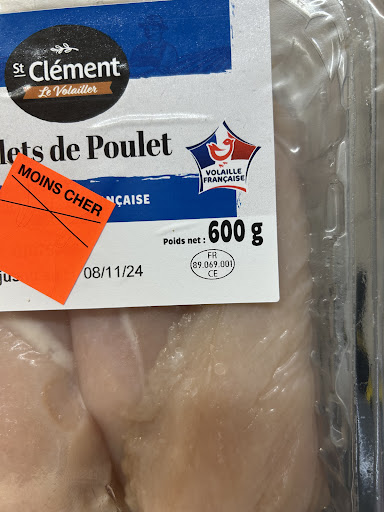 St Clément
Le Volailler
lets de Poulet
VOLAILLE
FRANÇAISE
MOINS CHER
ÇAISE
Poids net : 600 g
FR
89.069.001
CE
08/11/24